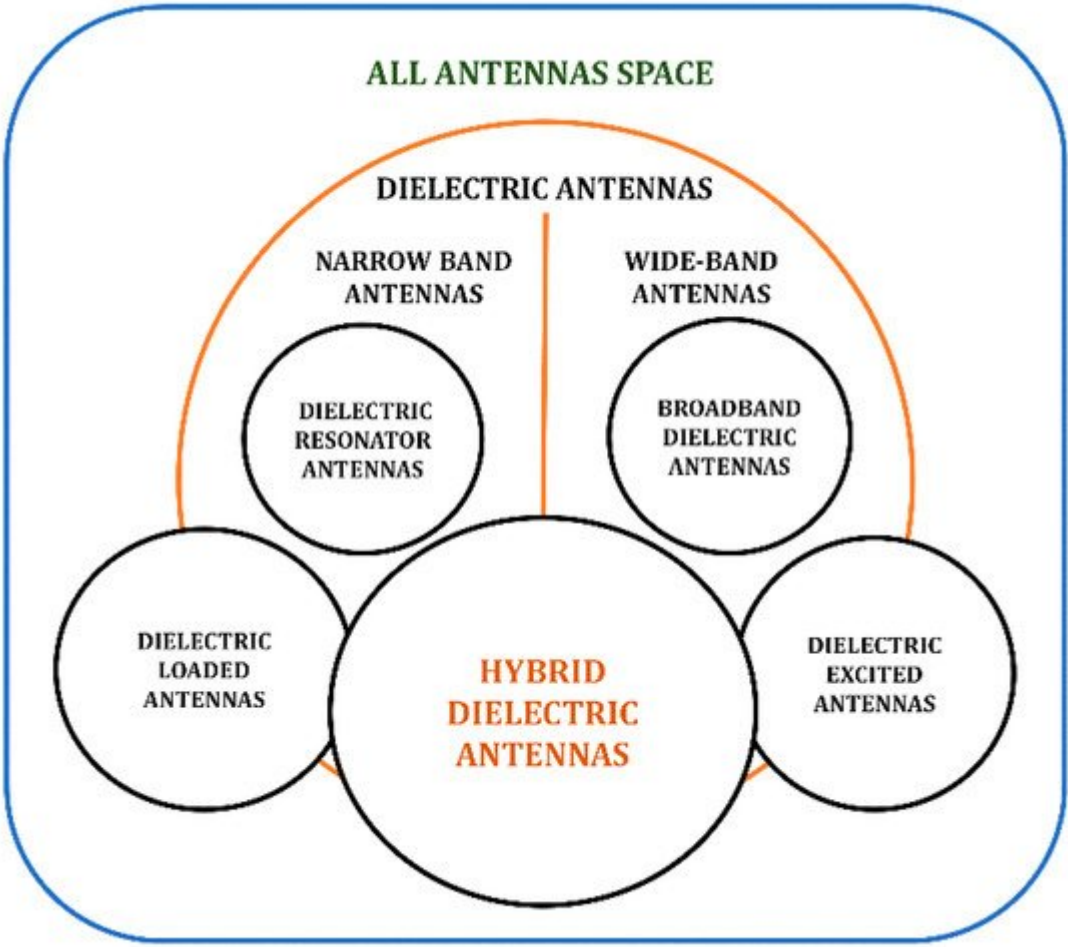 ALL ANTENNAS SPACE
DIELECTRIC ANTENNAS
NARROW BAND
ANTENNAS
WIDE-BAND
ANTENNAS
DIELECTRIC
RESONATOR
ANTENNAS
BROADBAND
DIELECTRIC
ANTENNAS
DIELECTRIC
LOADED
ANTENNAS
HYBRID
DIELECTRIC
ANTENNAS
DIELECTRIC
EXCITED
ANTENNAS